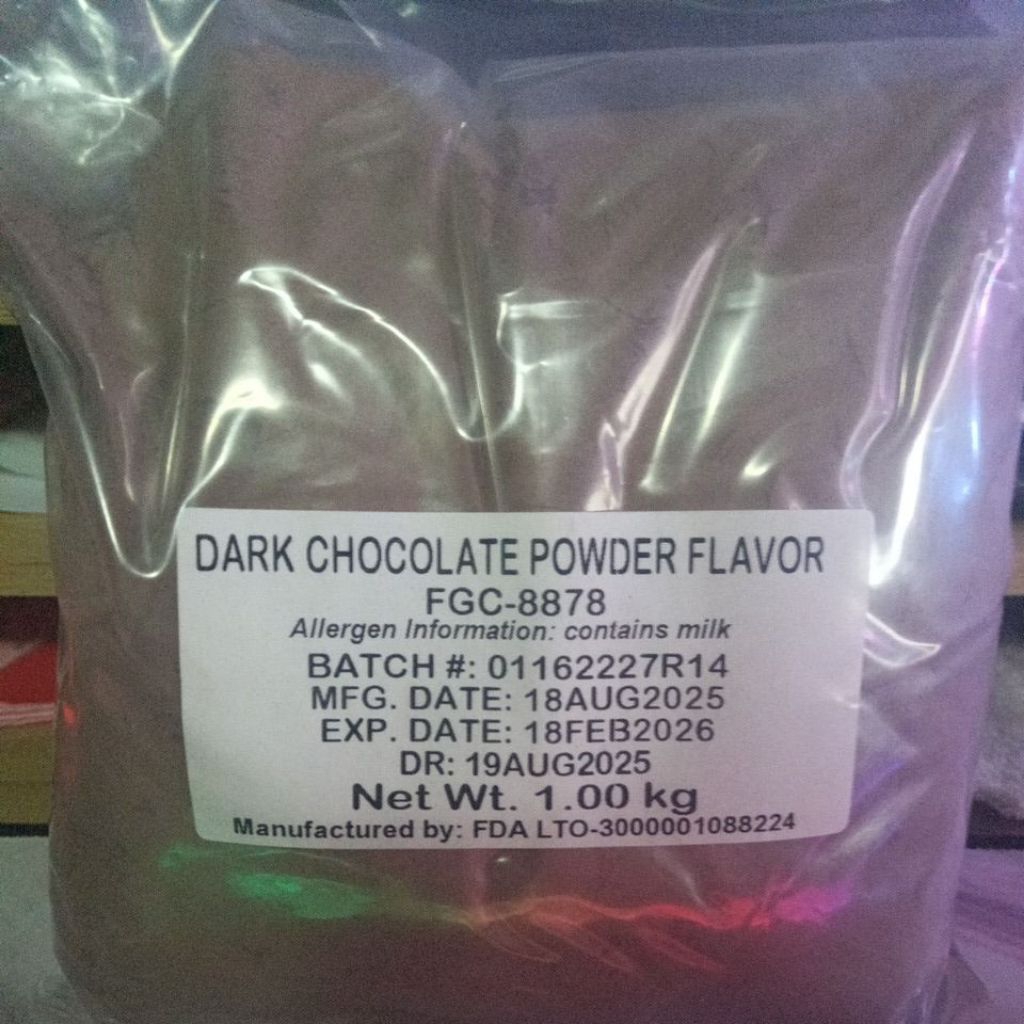 DARK CHOCOLATE POWDER FLAVOR
FGC-8878
Allergen Information: contains milk
BATCH #: 01162227R14
MFG. DATE: 18AUG2025
EXP. DATE: 18FEB2026
DR: 19AUG2025
Net Wt. 1.00 kg
Manufactured by: FDA LTO-3000001088224